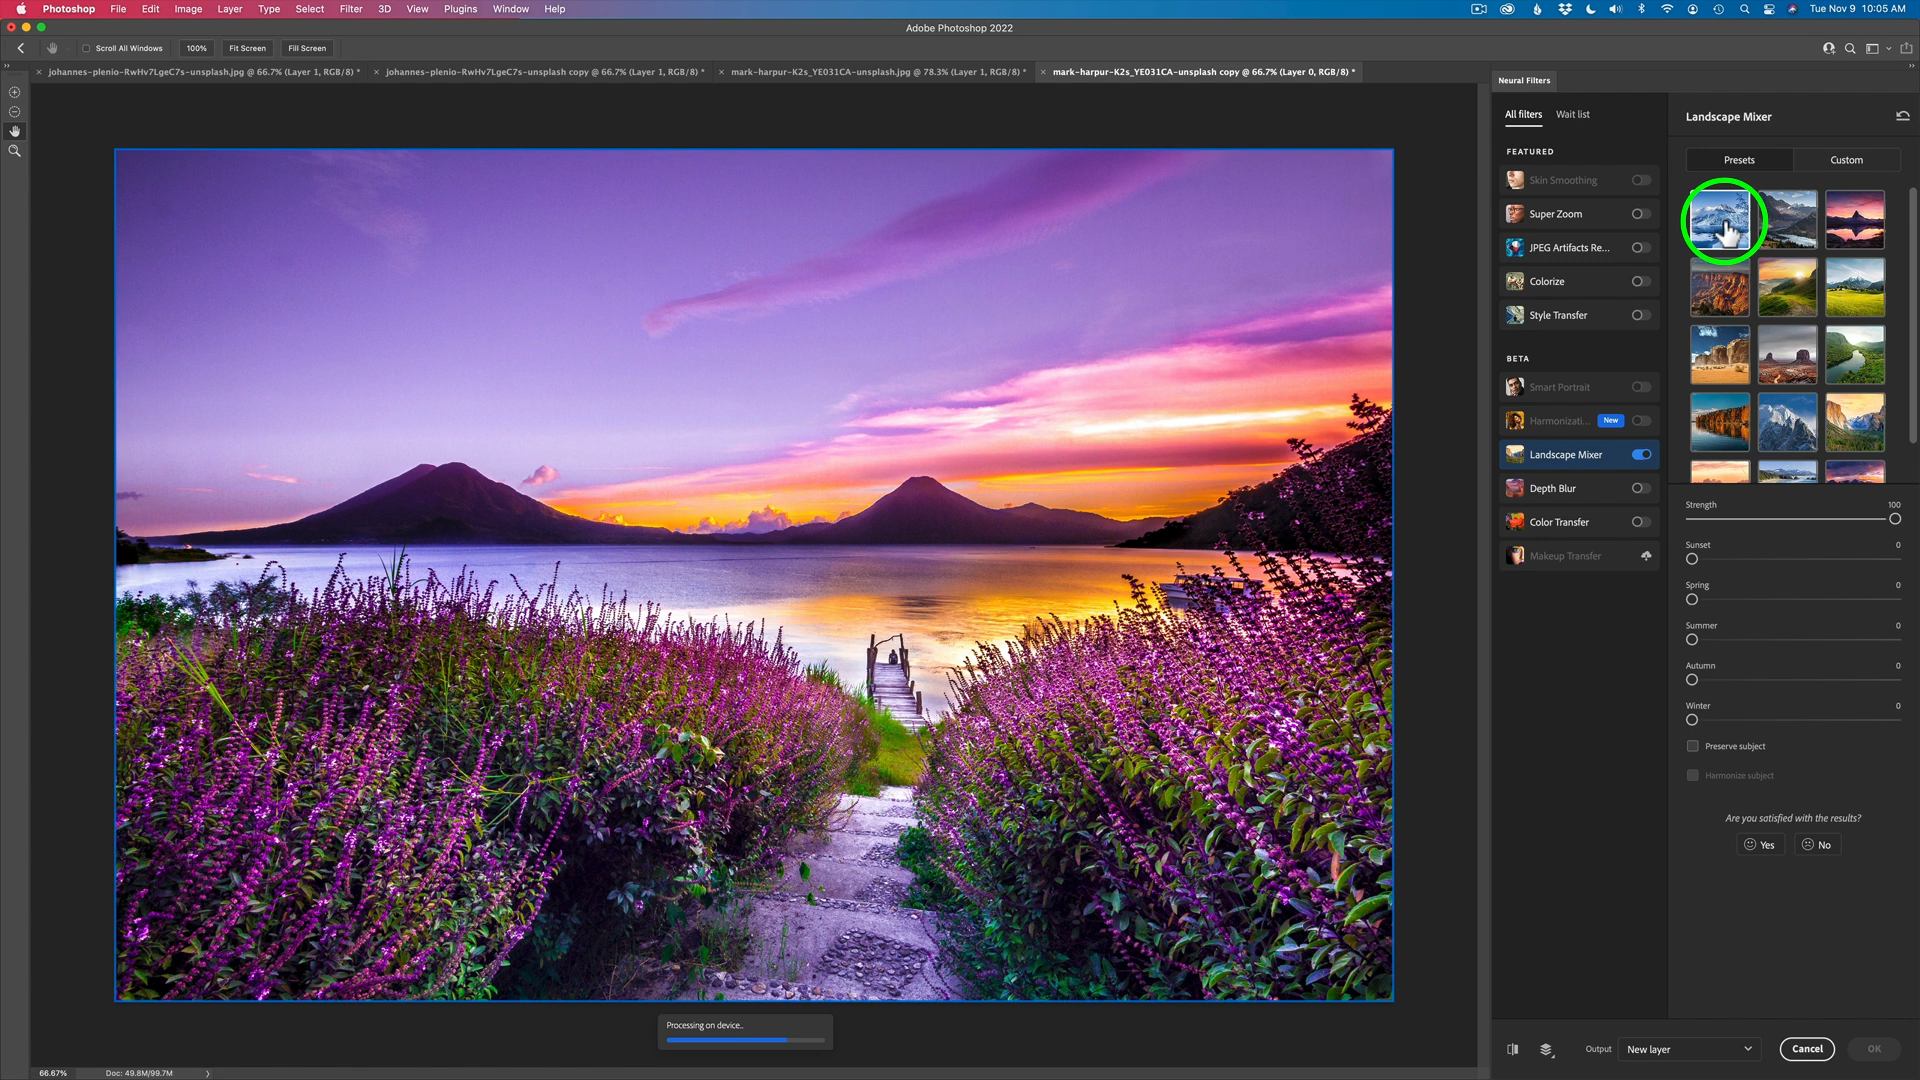 Photoshop File Edit Image Layer Type Select Filter 3D View Plugins Window Help Tue Nov 9 10:05 AM
Adobe Photoshop 2022
Scroll All Windows 100% Fit Screen Fill Screen
johannes-plenio-RwHv7LgeC7s-unsplash.jpg @ 66.7% (Layer 1, RGB/8) * johannes-plenio-RwHv7LgeC7s-unsplash copy @ 66.7% (Layer 1, RGB/8) * mark-harpur-K2s_YE031CA-unsplash.jpg @ 78.3% (Layer 1, RGB/8) * mark-harpur-K2s_YE031CA-unsplash copy @ 66.7% (Layer 0, RGB/8) *
Neural Filters
All filters Wait list
FEATURED
Skin Smoothing
Super Zoom
JPEG Artifacts Re...
Colorize
Style Transfer
BETA
Smart Portrait
Harmonizati... New
Landscape Mixer
Depth Blur
Color Transfer
Makeup Transfer
Landscape Mixer
Presets Custom
Strength 100
Sunset 0
Spring 0
Summer 0
Autumn 0
Winter 0
Preserve subject
Harmonize subject
Are you satisfied with the results?
Yes No
Processing on device..
Output New layer Cancel OK
66.67% Doc: 49.8M/99.7M